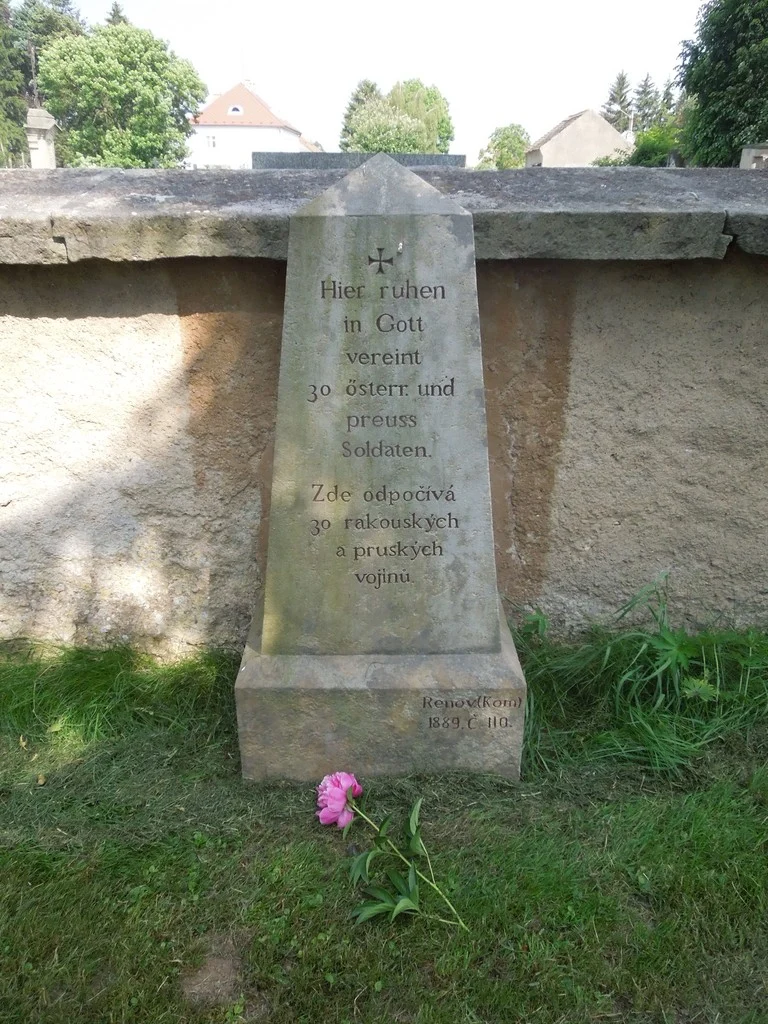 Hier ruhen
in Gott
vereint
30 österr. und
preuss
Soldaten.
Zde odpočívá
30 rakouských
a pruských
vojínů.
Renov.(Kom)
1889. Č. 110.